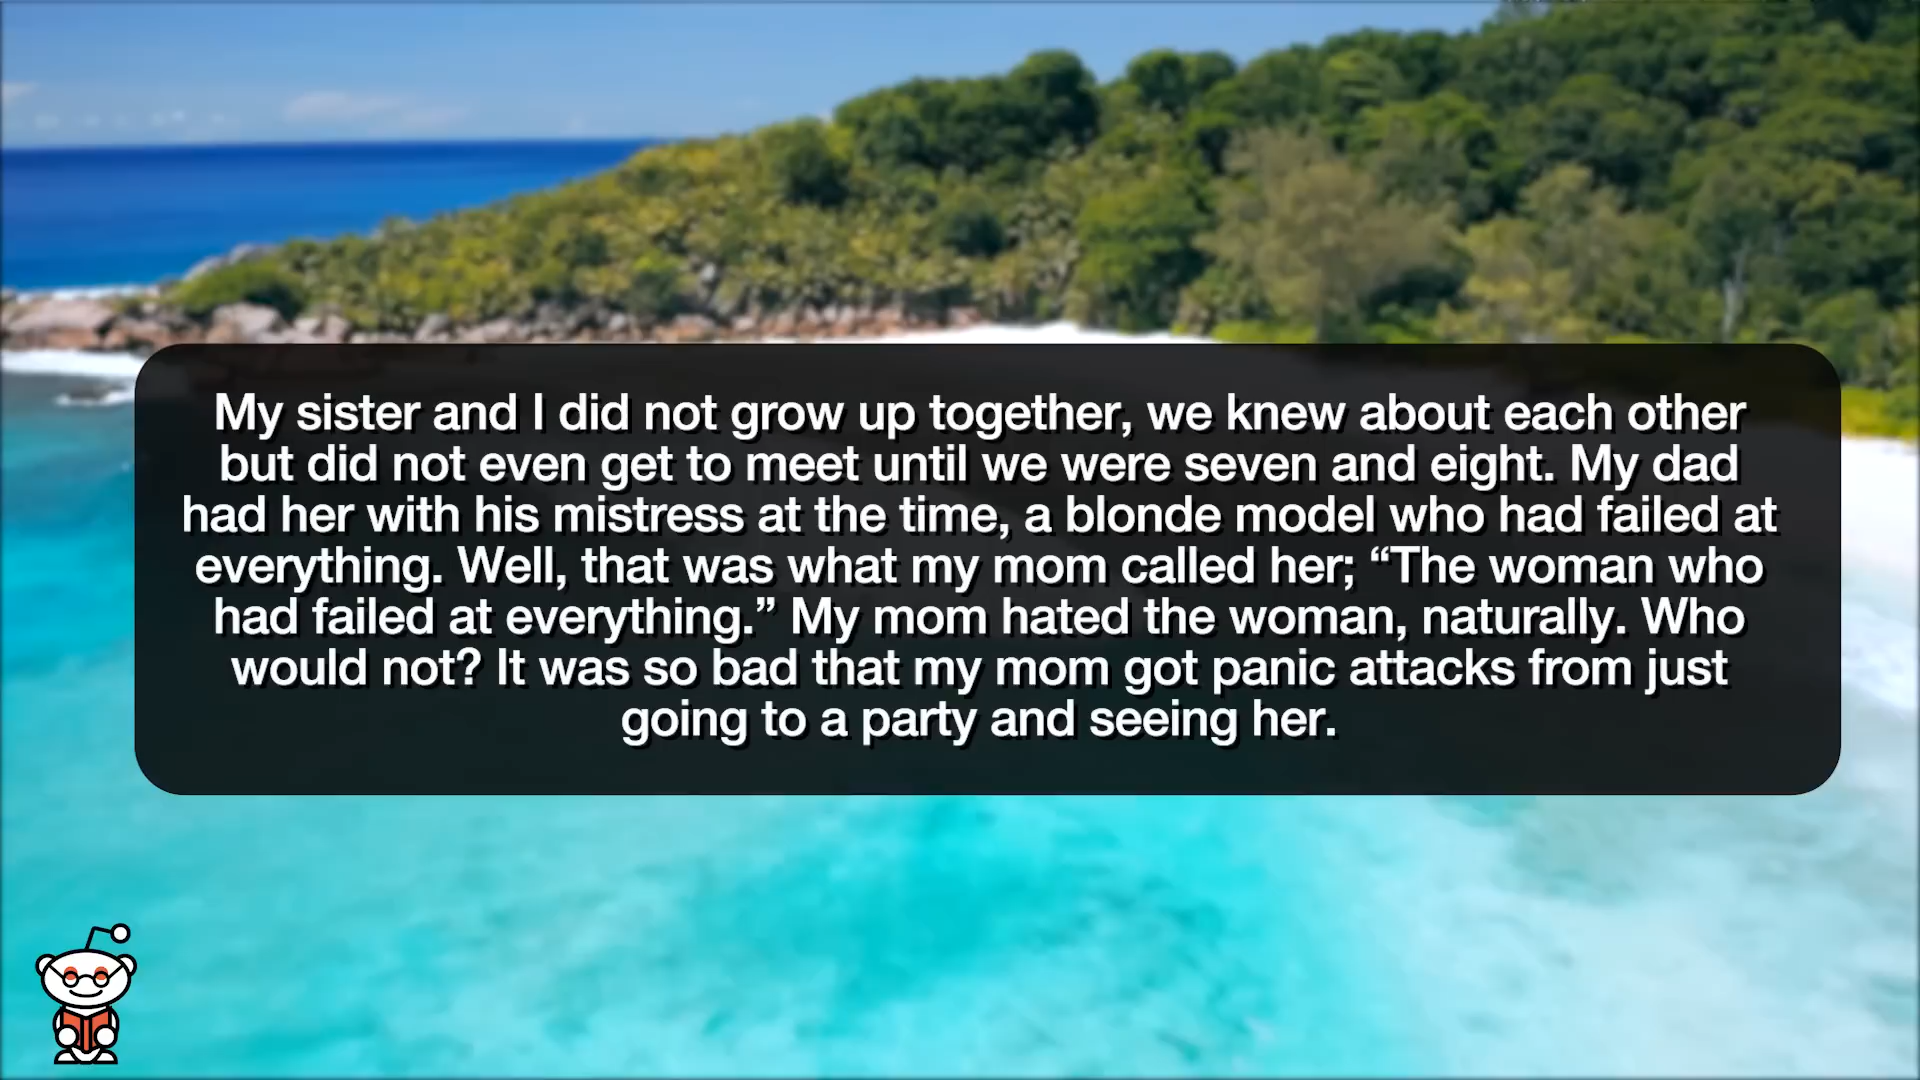 My sister and I did not grow up together, we knew about each other
but did not even get to meet until we were seven and eight. My dad
had her with his mistress at the time, a blonde model who had failed at
everything. Well, that was what my mom called her; “The woman who
had failed at everything.” My mom hated the woman, naturally. Who
would not? It was so bad that my mom got panic attacks from just
going to a party and seeing her.